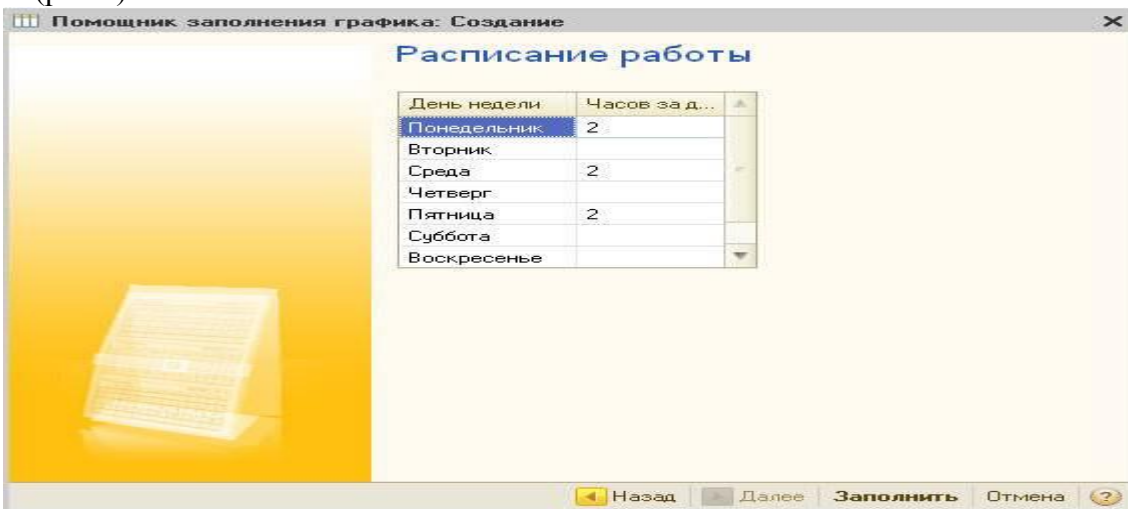 Помощник заполнения графика: Создание
Расписание работы
День недели Часов за д...
Понедельник 2
Вторник
Среда 2
Четверг
Пятница 2
Суббота
Воскресенье
Назад Далее Заполнить Отмена ?